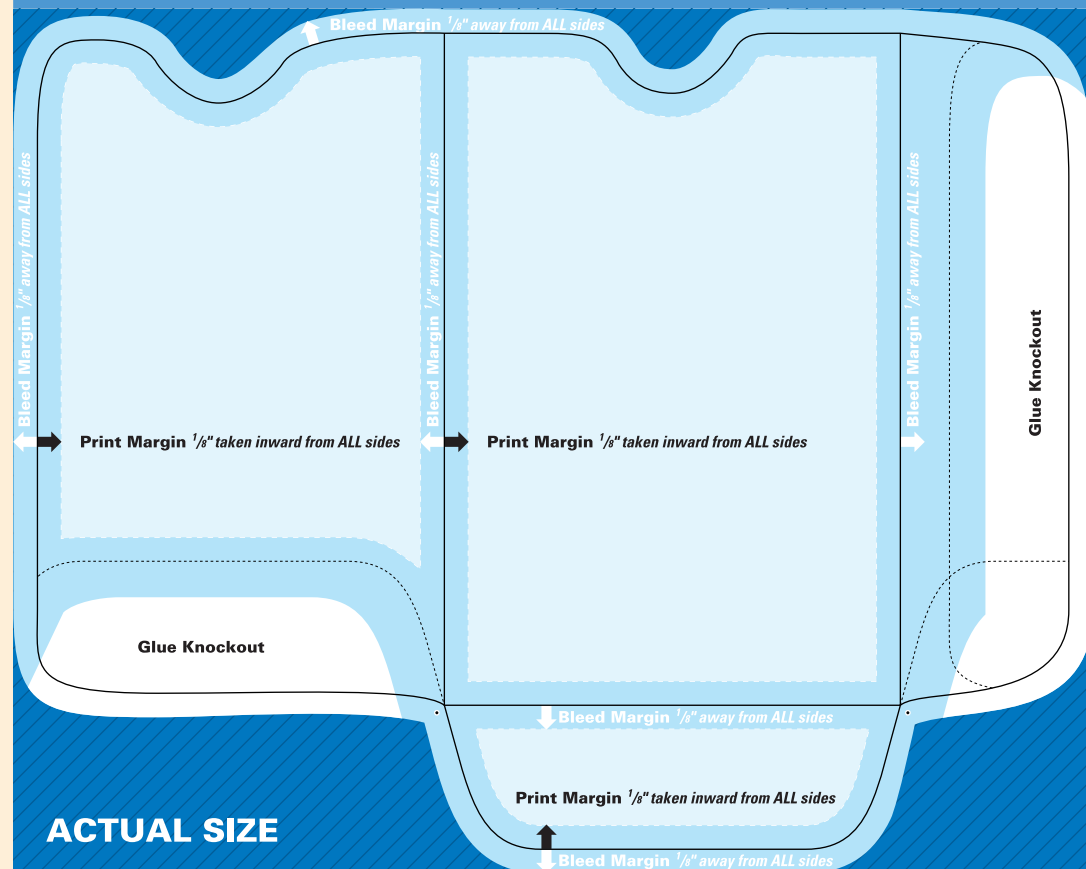 Bleed Margin 1/8" away from ALL sides
Bleed Margin 1/8" away from ALL sides
Bleed Margin 1/8" away from ALL sides
Bleed Margin 1/8" away from ALL sides
Glue Knockout
Print Margin 1/8" taken inward from ALL sides
Print Margin 1/8" taken inward from ALL sides
Glue Knockout
Bleed Margin 1/8" away from ALL sides
Print Margin 1/8" taken inward from ALL sides
ACTUAL SIZE
Bleed Margin 1/8" away from ALL sides